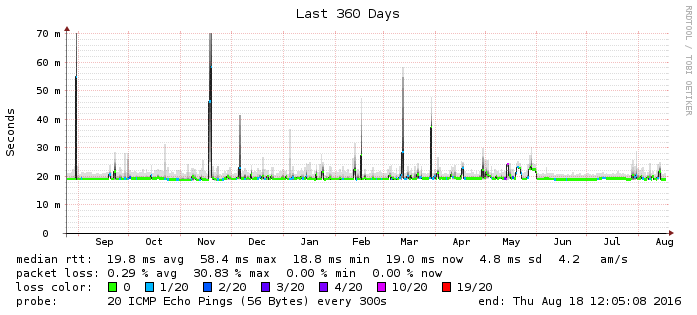 Last 360 Days
RRDTOOL / TOBI OETIKER
Seconds
70 m
60 m
50 m
40 m
30 m
20 m
10 m
0
Sep Oct Nov Dec Jan Feb Mar Apr May Jun Jul Aug
median rtt: 19.8 ms avg 58.4 ms max 18.8 ms min 19.0 ms now 4.8 ms sd 4.2 am/s
packet loss: 0.29 % avg 30.83 % max 0.00 % min 0.00 % now
loss color: 0 1/20 2/20 3/20 4/20 10/20 19/20
probe: 20 ICMP Echo Pings (56 Bytes) every 300s end: Thu Aug 18 12:05:08 2016